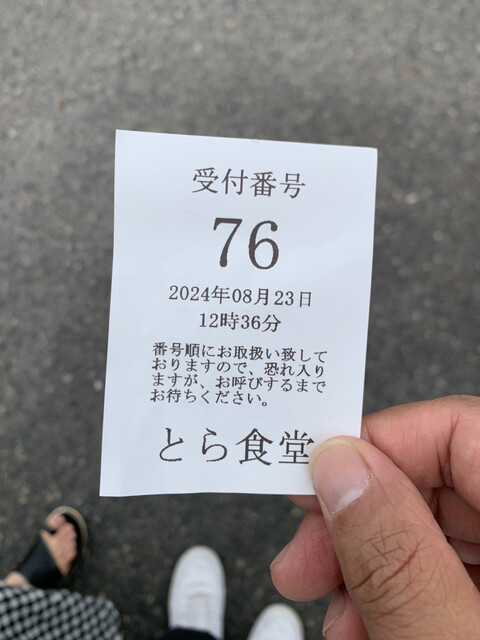 受付番号
76
2024年08月23日
12時36分
番号順にお取扱い致して
おりますので、恐れ入り
ますが、お呼びするまで
お待ちください。
とら食堂